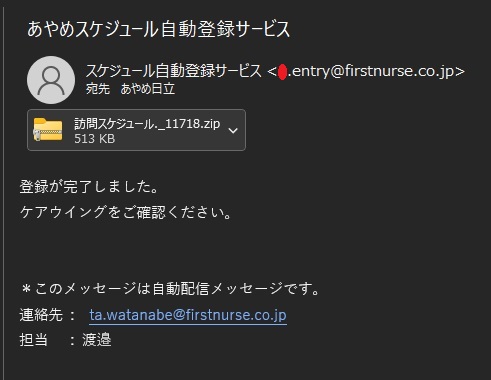 あやめスケジュール自動登録サービス
スケジュール自動登録サービス <.entry@firstnurse.co.jp>
宛先 あやめ日立
訪問スケジュール._11718.zip
513 KB
登録が完了しました。
ケアウイングをご確認ください。
＊このメッセージは自動配信メッセージです。
連絡先： ta.watanabe@firstnurse.co.jp
担当　： 渡邉